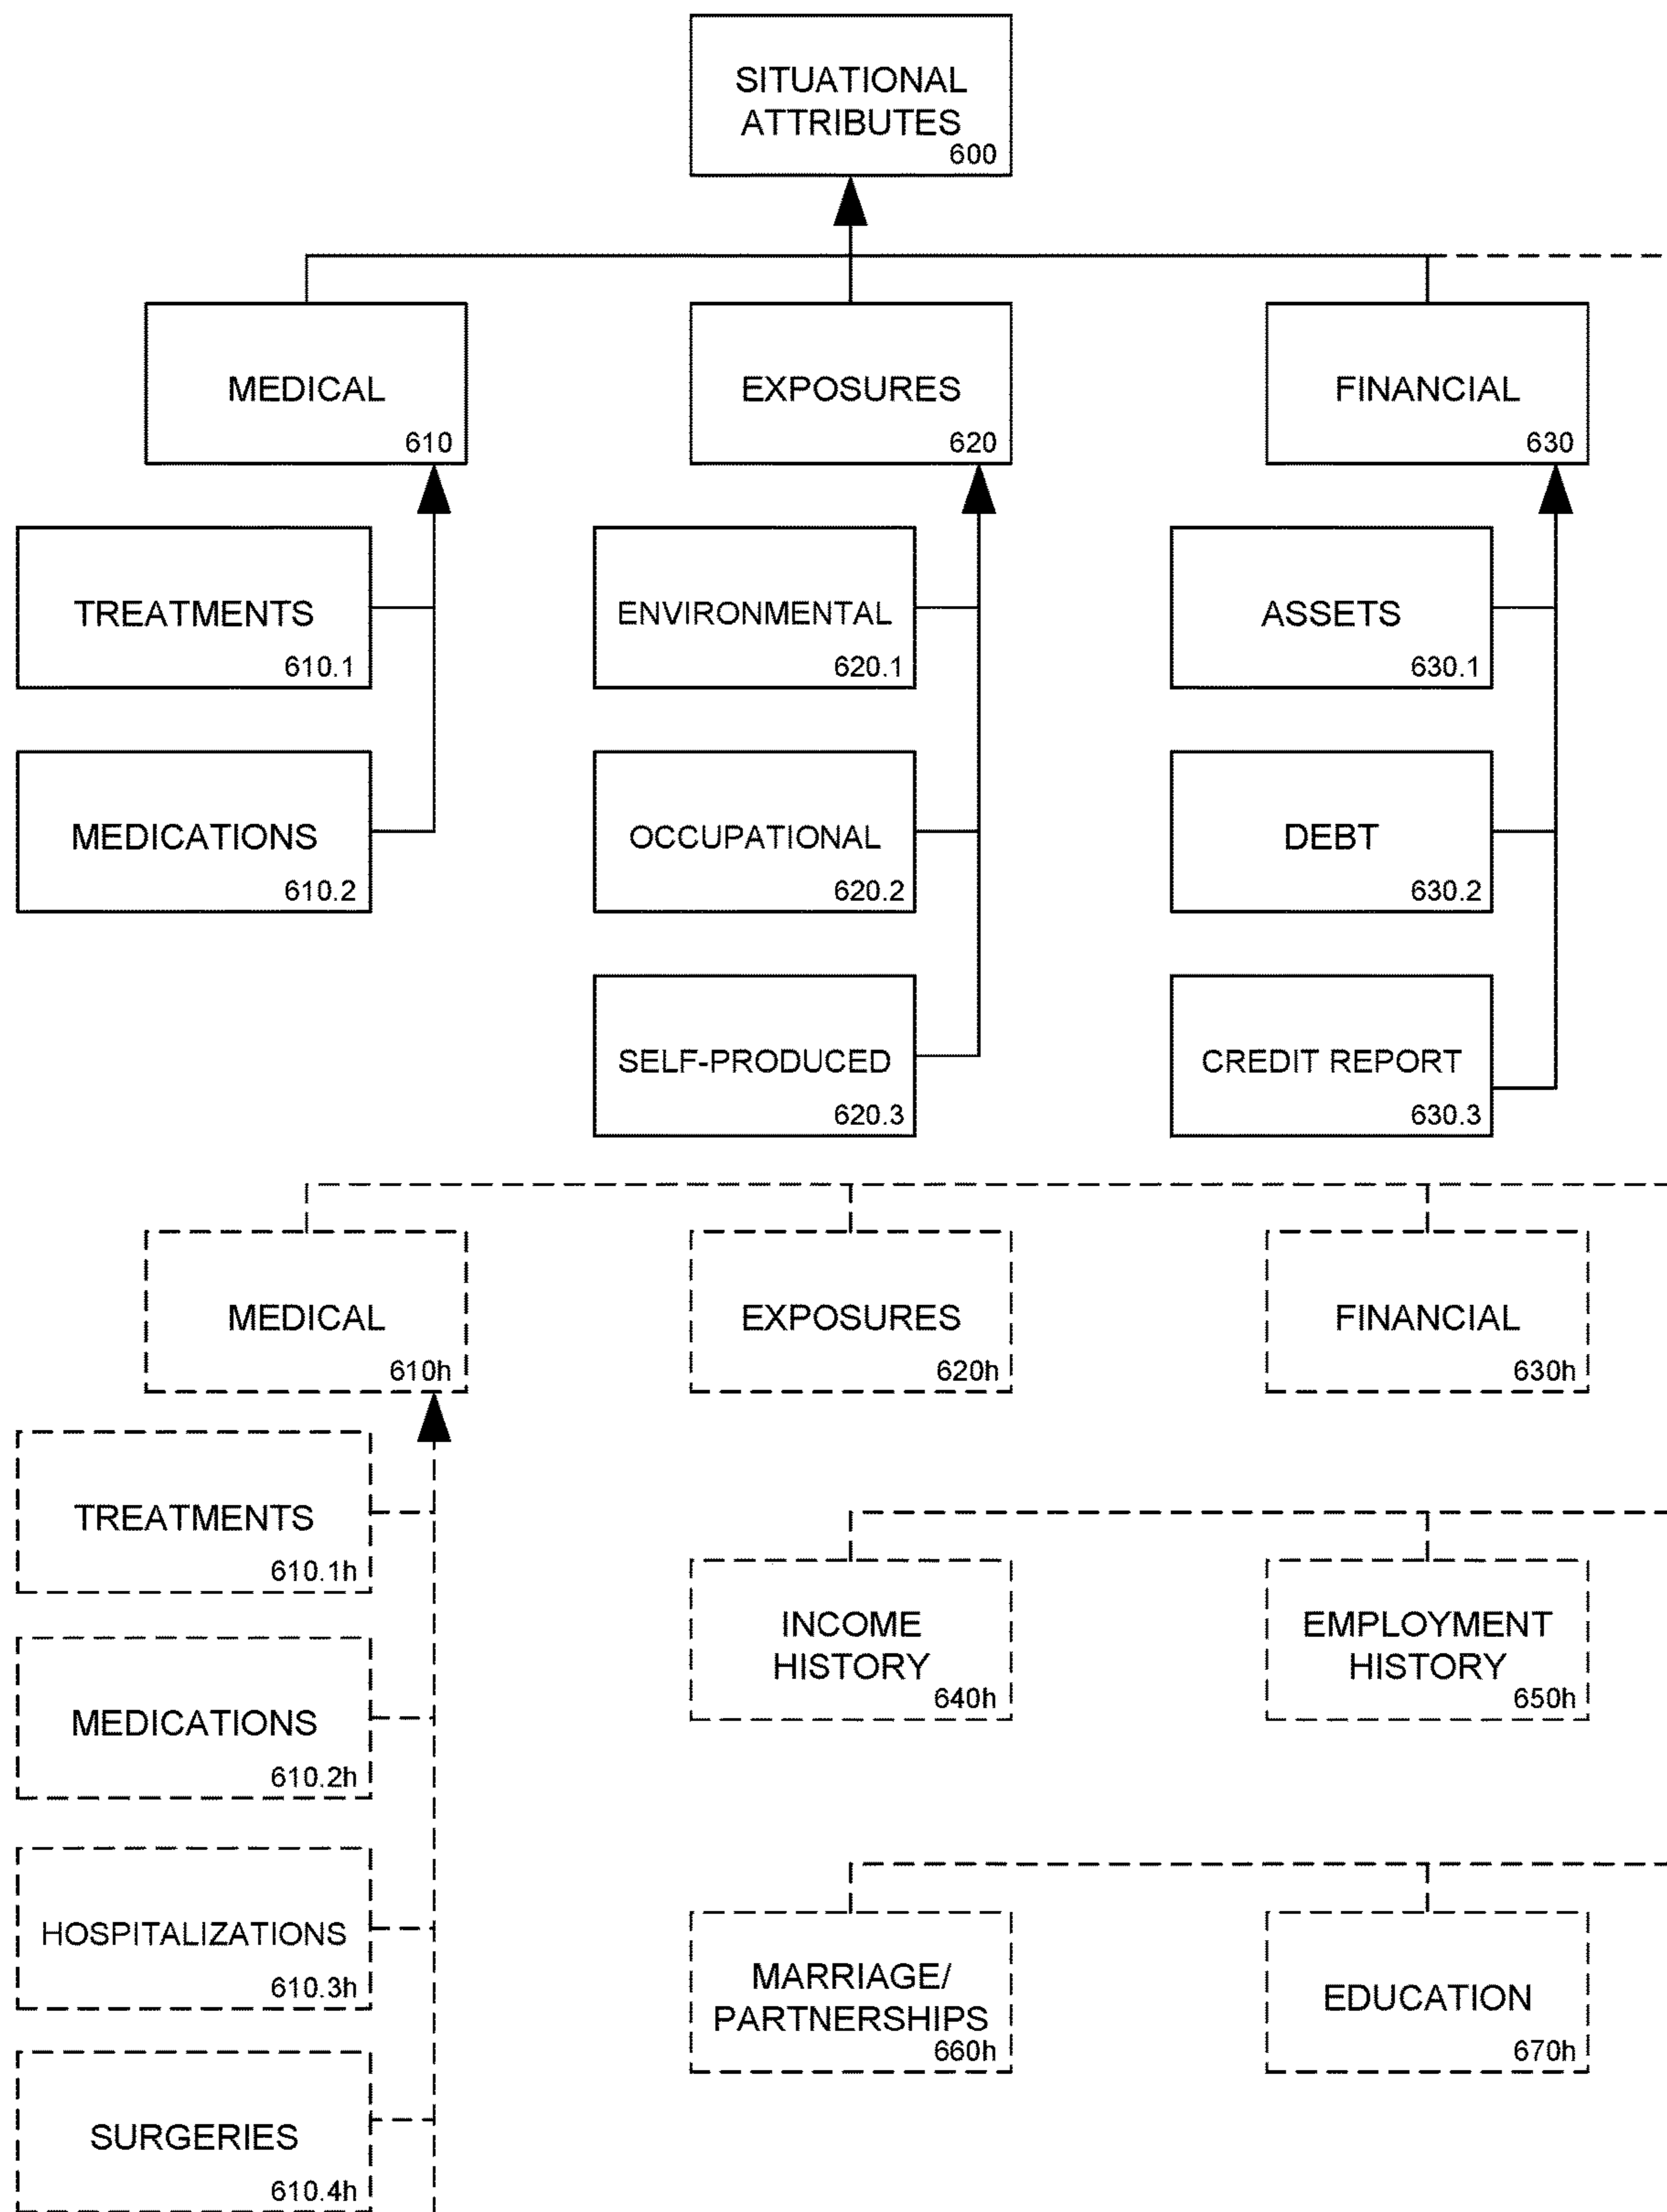 SITUATIONAL
ATTRIBUTES
600
MEDICAL
610
EXPOSURES
620
FINANCIAL
630
TREATMENTS
610.1
ENVIRONMENTAL
620.1
ASSETS
630.1
MEDICATIONS
610.2
OCCUPATIONAL
620.2
DEBT
630.2
SELF-PRODUCED
620.3
CREDIT REPORT
630.3
MEDICAL
610h
EXPOSURES
620h
FINANCIAL
630h
TREATMENTS
610.1h
INCOME
HISTORY
640h
EMPLOYMENT
HISTORY
650h
MEDICATIONS
610.2h
HOSPITALIZATIONS
610.3h
MARRIAGE/
PARTNERSHIPS
660h
EDUCATION
670h
SURGERIES
610.4h